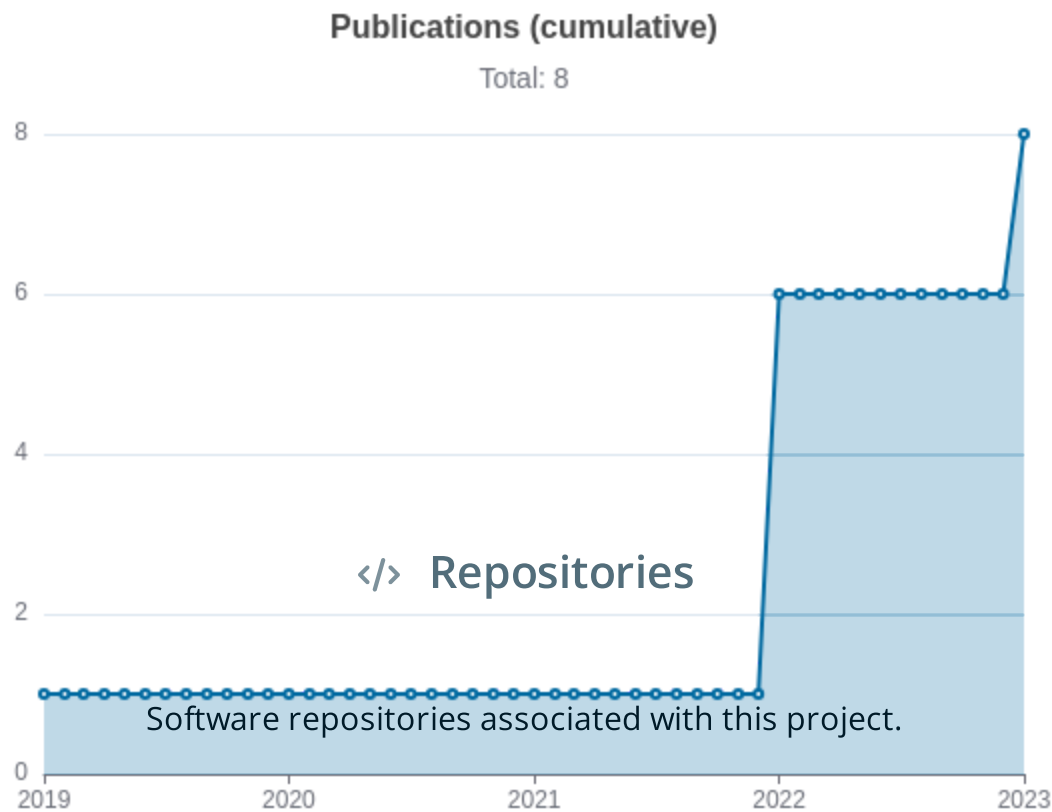 Publications (cumulative)
Total: 8
8
6
4
</> Repositories
2
Software repositories associated with this project.
0
2019 2020 2021 2022 2023